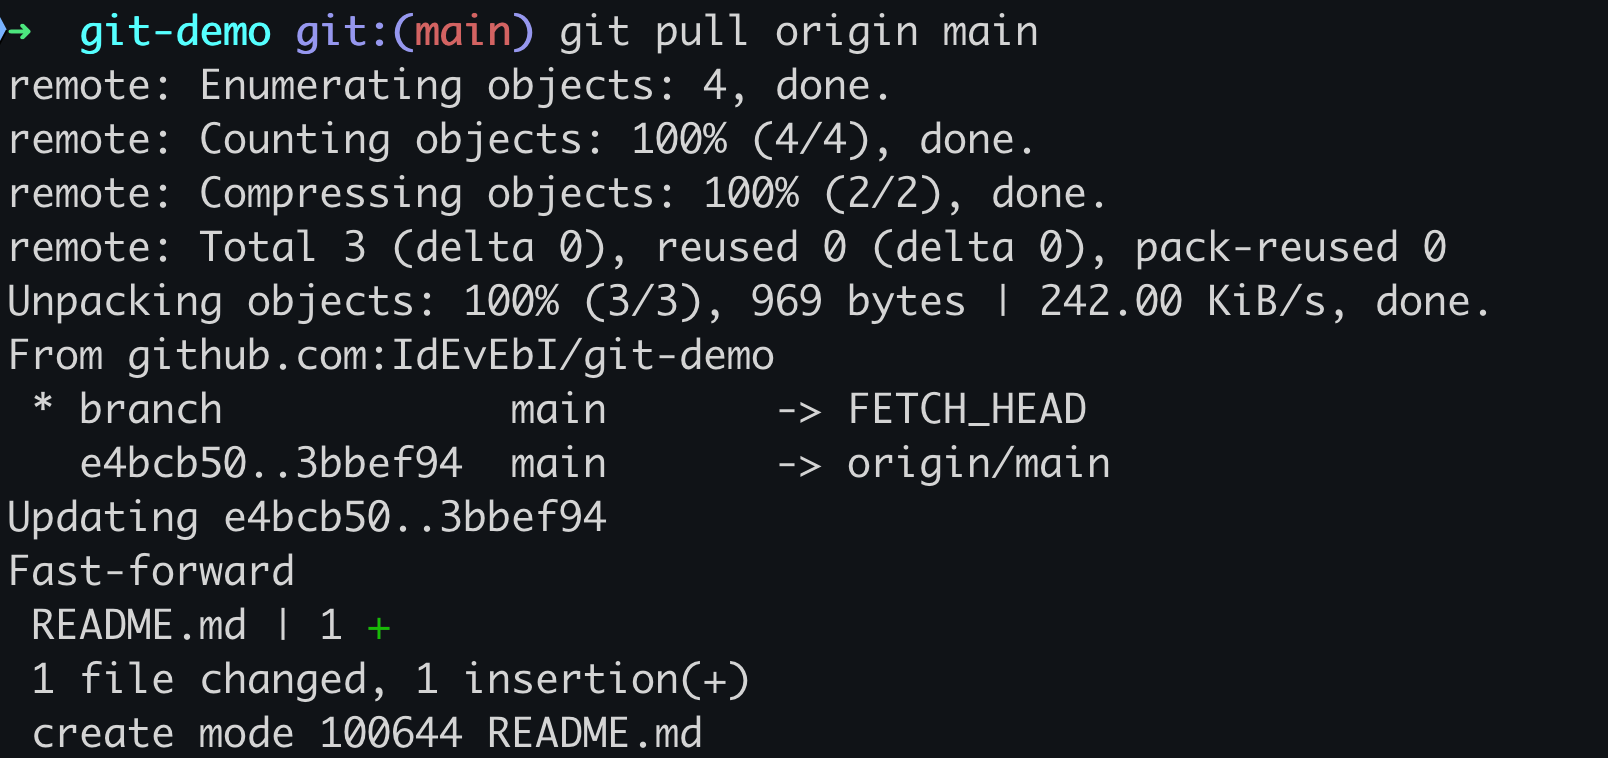 ➜  git-demo git:(main) git pull origin main
remote: Enumerating objects: 4, done.
remote: Counting objects: 100% (4/4), done.
remote: Compressing objects: 100% (2/2), done.
remote: Total 3 (delta 0), reused 0 (delta 0), pack-reused 0
Unpacking objects: 100% (3/3), 969 bytes | 242.00 KiB/s, done.
From github.com:IdEvEbI/git-demo
 * branch            main       -> FETCH_HEAD
   e4bcb50..3bbef94  main       -> origin/main
Updating e4bcb50..3bbef94
Fast-forward
 README.md | 1 +
 1 file changed, 1 insertion(+)
 create mode 100644 README.md